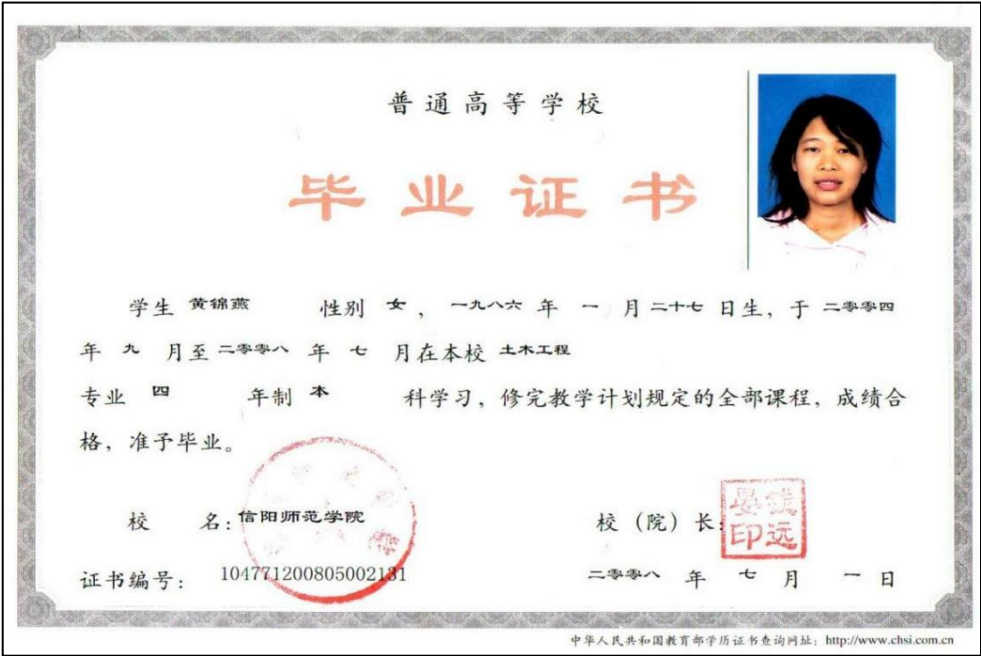 普通高等学校
毕业证书
学生 黄锦燕 性别 女，一九八六 年 一 月 二十七 日生，于 二零零四
年 九 月至 二零零八 年 七 月在本校 土木工程
专业 四 年制 本 科学习，修完教学计划规定的全部课程，成绩合
格，准予毕业。
校 名：信阳师范学院
校（院）长：
证书编号：104771200805002131
二零零八 年 七 月 一 日
中华人民共和国教育部学历证书查询网址：http://www.chsi.com.cn